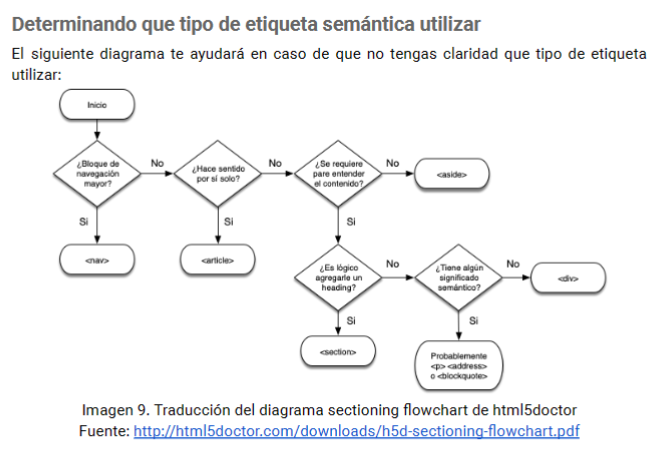 Determinando que tipo de etiqueta semántica utilizar
El siguiente diagrama te ayudará en caso de que no tengas claridad que tipo de etiqueta
utilizar:
Inicio
¿Bloque de
navegación
mayor?
No
¿Hace sentido
por sí solo?
No
¿Se requiere
pare entender
el contenido?
No
<aside>
Si
Si
Si
<nav>
<article>
¿Es lógico
agregarle un
heading?
No
¿Tiene algún
significado
semántico?
No
<div>
Si
Si
<section>
Probablemente
<p> <address>
o <blockquote>
Imagen 9. Traducción del diagrama sectioning flowchart de html5doctor
Fuente: http://html5doctor.com/downloads/h5d-sectioning-flowchart.pdf